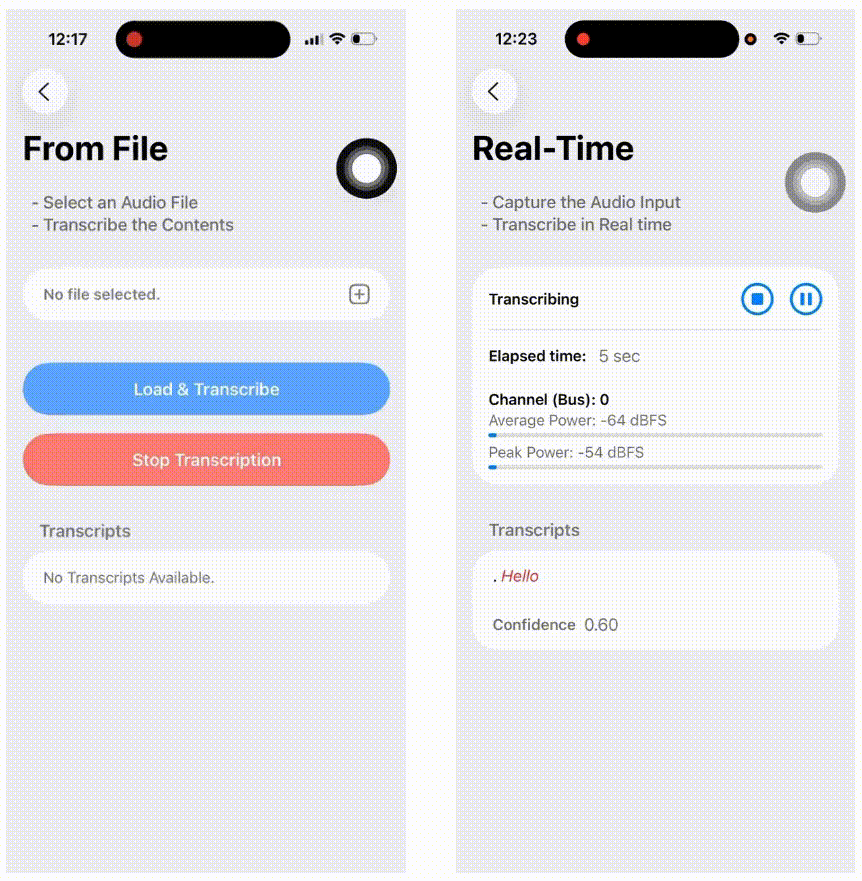 12:17
From File
- Select an Audio File
- Transcribe the Contents
No file selected.
Load & Transcribe
Stop Transcription
Transcripts
No Transcripts Available.
12:23
Real-Time
- Capture the Audio Input
- Transcribe in Real time
Transcribing
Elapsed time: 5 sec
Channel (Bus): 0
Average Power: -64 dBFS
Peak Power: -54 dBFS
Transcripts
. Hello
Confidence 0.60